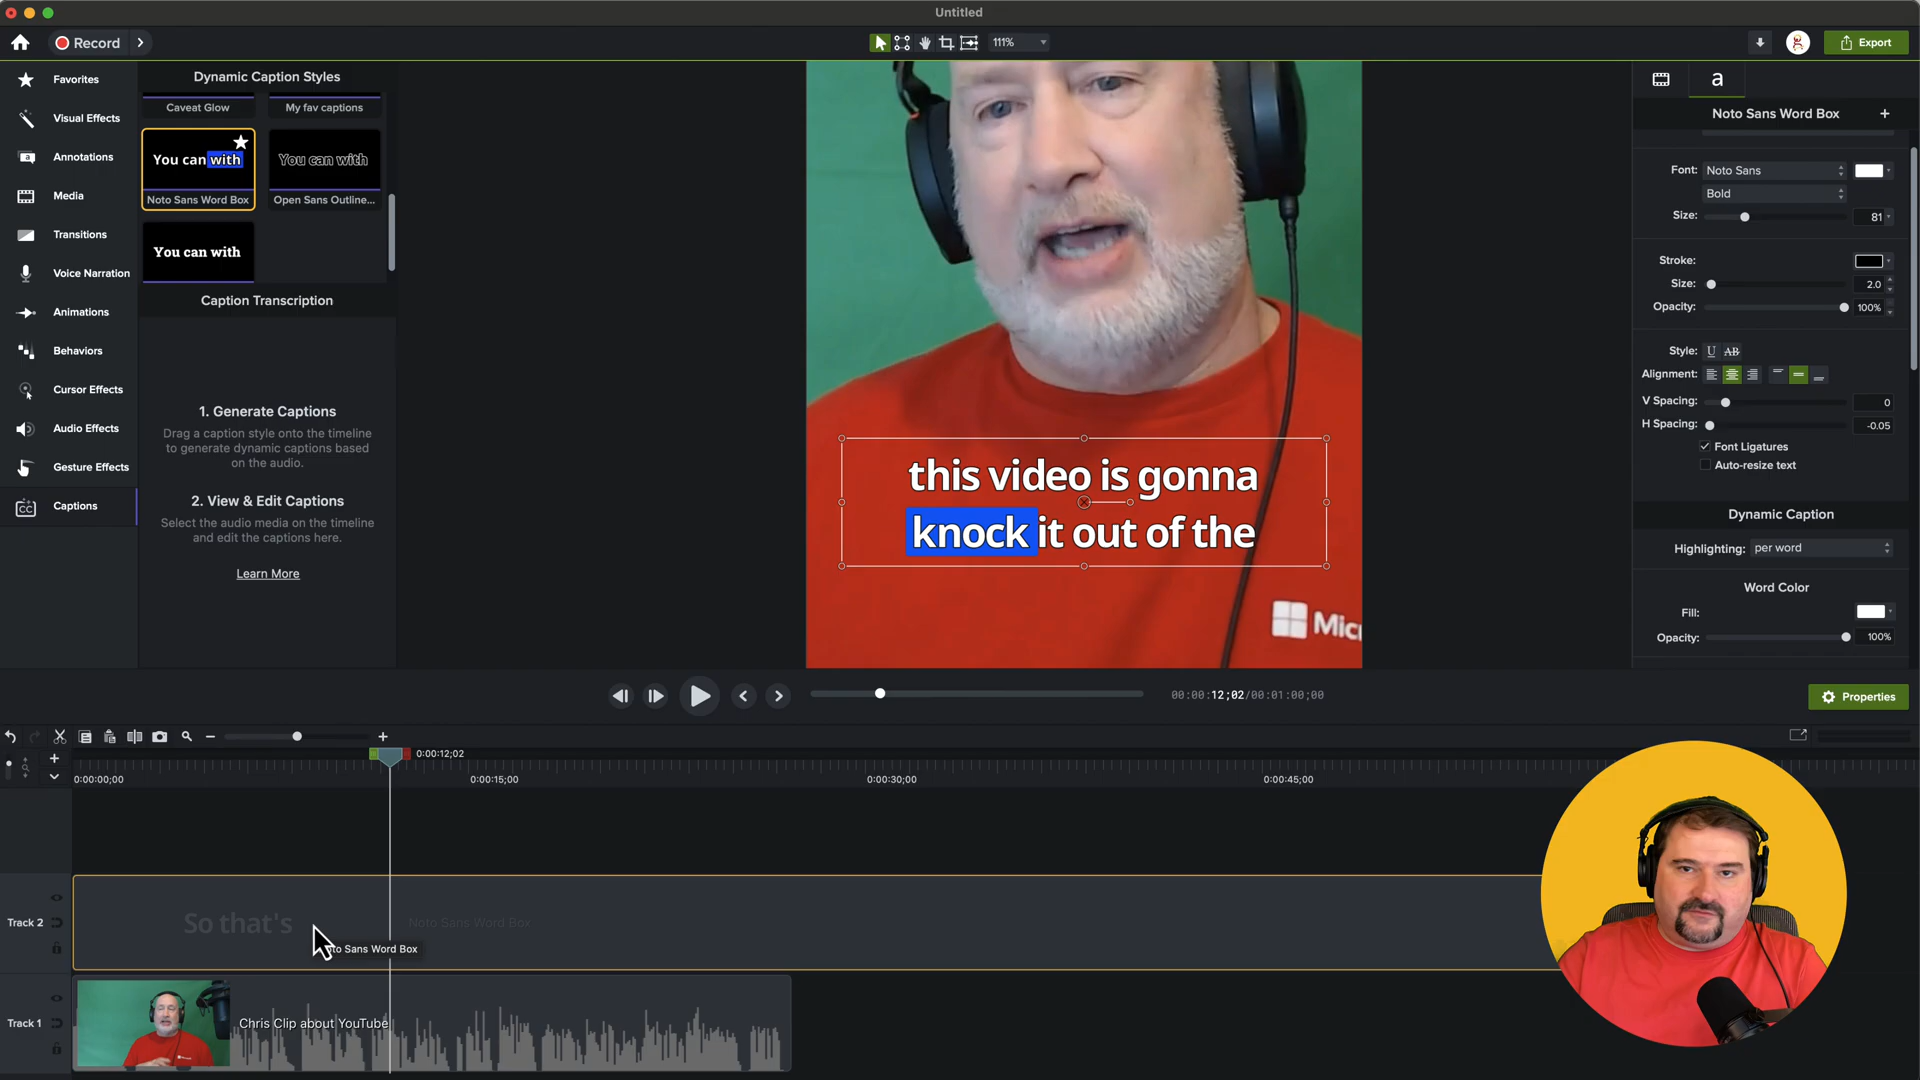 Untitled
Record
111%
Export
Favorites
Visual Effects
Annotations
Media
Transitions
Voice Narration
Animations
Behaviors
Cursor Effects
Audio Effects
Gesture Effects
Captions
Dynamic Caption Styles
Caveat Glow
My fav captions
You can with
You can with
Noto Sans Word Box
Open Sans Outline...
You can with
Caption Transcription
1. Generate Captions
Drag a caption style onto the timeline
to generate dynamic captions based
on the audio.
2. View & Edit Captions
Select the audio media on the timeline
and edit the captions here.
Learn More
this video is gonna
knock it out of the
a
Noto Sans Word Box
Font: Noto Sans
Bold
Size: 81
Stroke:
Size: 2.0
Opacity: 100%
Style: U AB
Alignment:
V Spacing: 0
H Spacing: -0.05
Font Ligatures
Auto-resize text
Dynamic Caption
Highlighting: per word
Word Color
Fill:
Opacity: 100%
00:00:12;02/00:01:00;00
Properties
0:00:12;02
0:00:00;00
0:00:15;00
0:00:30;00
0:00:45;00
Track 2
So that's
Noto Sans Word Box
Sans Word Box
Track 1
Chris Clip about YouTube